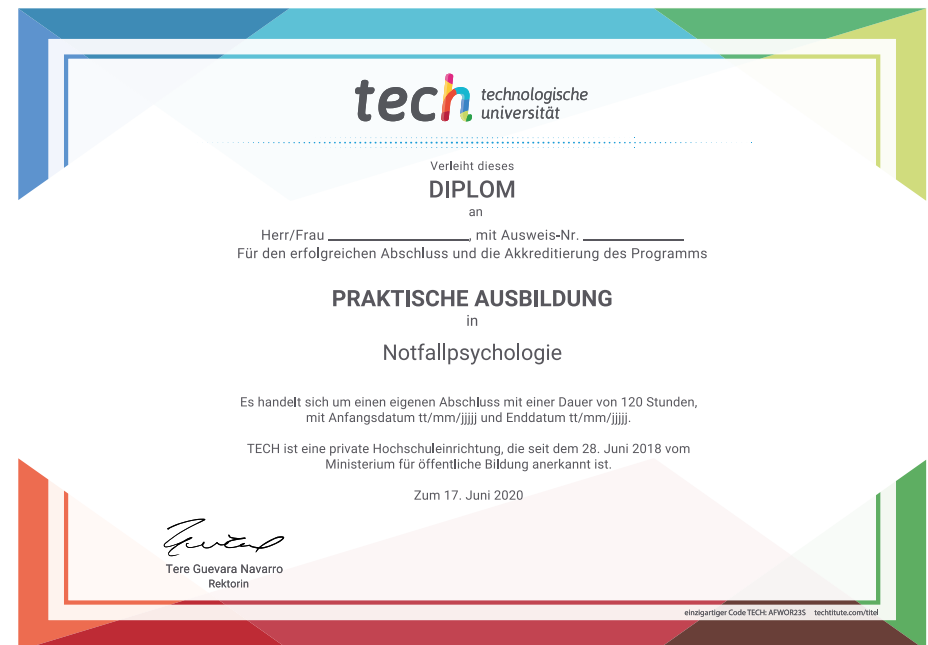 tech technologische
universität
Verleiht dieses
DIPLOM
an
Herr/Frau ____________, mit Ausweis-Nr. ____________
Für den erfolgreichen Abschluss und die Akkreditierung des Programms
PRAKTISCHE AUSBILDUNG
in
Notfallpsychologie
Es handelt sich um einen eigenen Abschluss mit einer Dauer von 120 Stunden,
mit Anfangsdatum tt/mm/jjjjj und Enddatum tt/mm/jjjjj.
TECH ist eine private Hochschuleinrichtung, die seit dem 28. Juni 2018 vom
Ministerium für öffentliche Bildung anerkannt ist.
Zum 17. Juni 2020
Tere Guevara Navarro
Rektorin
einzigartiger Code TECH: AFWOR23S techtitute.com/titel